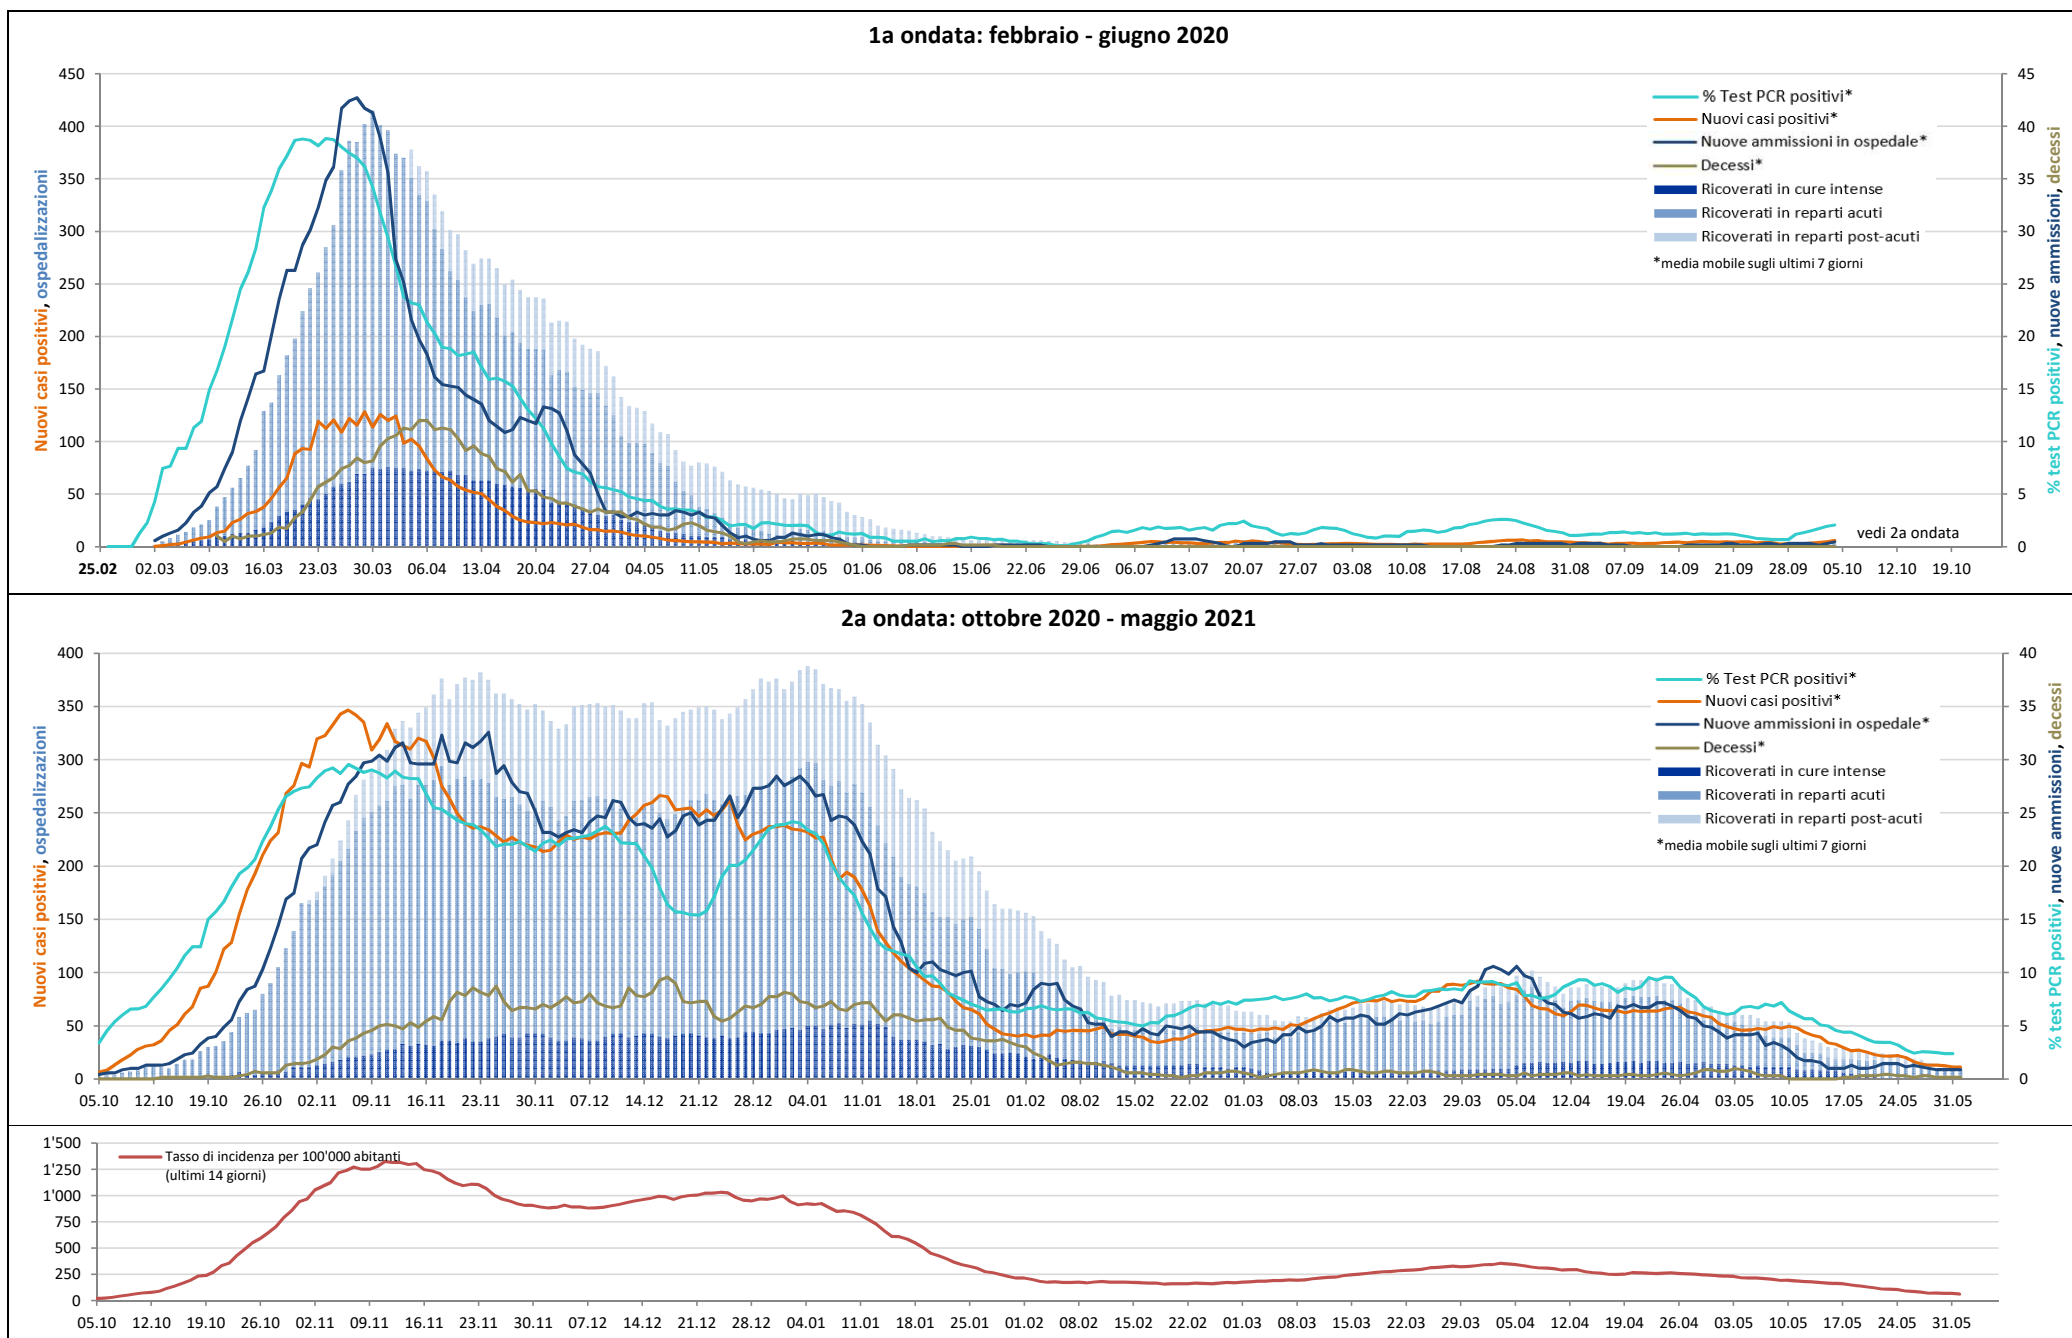 1a ondata: febbraio - giugno 2020
Nuovi casi positivi, ospedalizzazioni
450
400
350
300
250
200
150
100
50
0
45
40
35
30
25
20
15
10
5
0
% test PCR positivi, nuove ammissioni, decessi
% Test PCR positivi*
Nuovi casi positivi*
Nuove ammissioni in ospedale*
Decessi*
Ricoverati in cure intense
Ricoverati in reparti acuti
Ricoverati in reparti post-acuti
*media mobile sugli ultimi 7 giorni
vedi 2a ondata
25.02 02.03 09.03 16.03 23.03 30.03 06.04 13.04 20.04 27.04 04.05 11.05 18.05 25.05 01.06 08.06 15.06 22.06 29.06 06.07 13.07 20.07 27.07 03.08 10.08 17.08 24.08 31.08 07.09 14.09 21.09 28.09 05.10 12.10 19.10
2a ondata: ottobre 2020 - maggio 2021
Nuovi casi positivi, ospedalizzazioni
400
350
300
250
200
150
100
50
0
40
35
30
25
20
15
10
5
0
% test PCR positivi, nuove ammissioni, decessi
% Test PCR positivi*
Nuovi casi positivi*
Nuove ammissioni in ospedale*
Decessi*
Ricoverati in cure intense
Ricoverati in reparti acuti
Ricoverati in reparti post-acuti
*media mobile sugli ultimi 7 giorni
05.10 12.10 19.10 26.10 02.11 09.11 16.11 23.11 30.11 07.12 14.12 21.12 28.12 04.01 11.01 18.01 25.01 01.02 08.02 15.02 22.02 01.03 08.03 15.03 22.03 29.03 05.04 12.04 19.04 26.04 03.05 10.05 17.05 24.05 31.05
1'500
1'250
1'000
750
500
250
0
Tasso di incidenza per 100'000 abitanti
(ultimi 14 giorni)
05.10 12.10 19.10 26.10 02.11 09.11 16.11 23.11 30.11 07.12 14.12 21.12 28.12 04.01 11.01 18.01 25.01 01.02 08.02 15.02 22.02 01.03 08.03 15.03 22.03 29.03 05.04 12.04 19.04 26.04 03.05 10.05 17.05 24.05 31.05